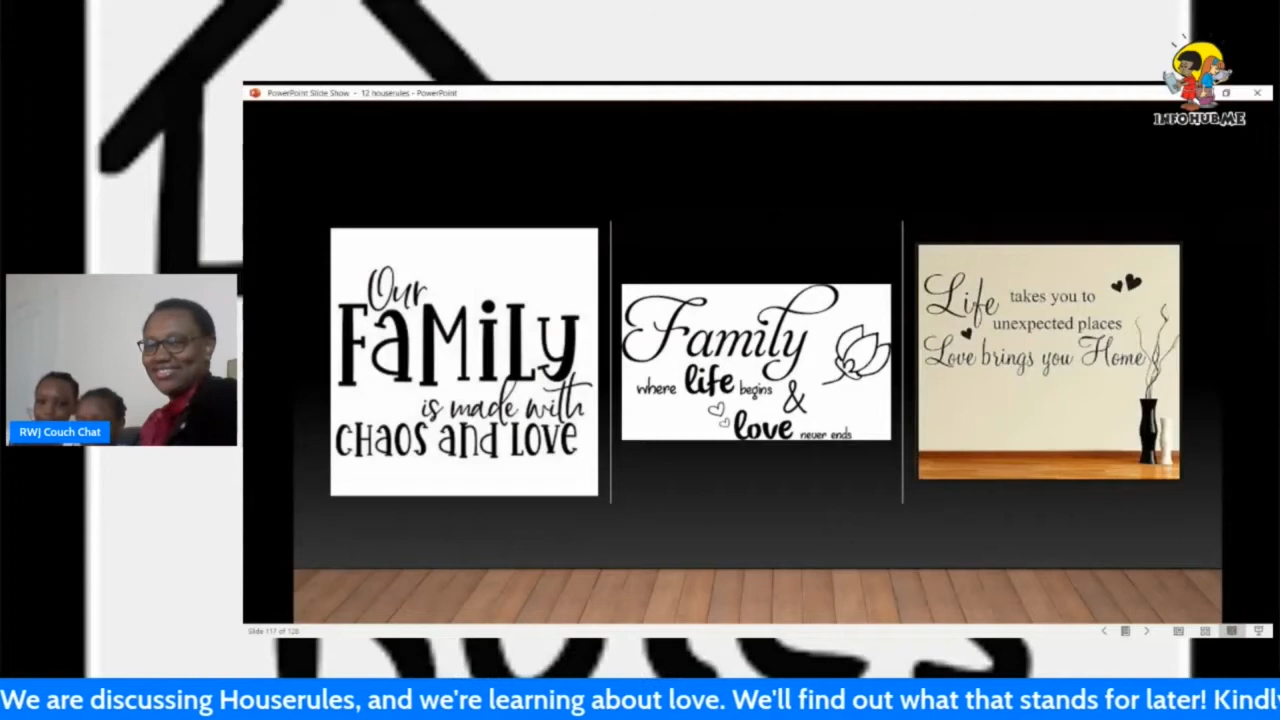 PowerPoint Slide Show - 12 houserules - PowerPoint
INFO HUB.ME
Our
FAMILY
is made with
CHAOS and LOVE
Family
where life begins
&
love never ends
Life takes you to
unexpected places
Love brings you Home
RWJ Couch Chat
Slide 117 of 128
We are discussing Houserules, and we're learning about love. We'll find out what that stands for later! Kindl